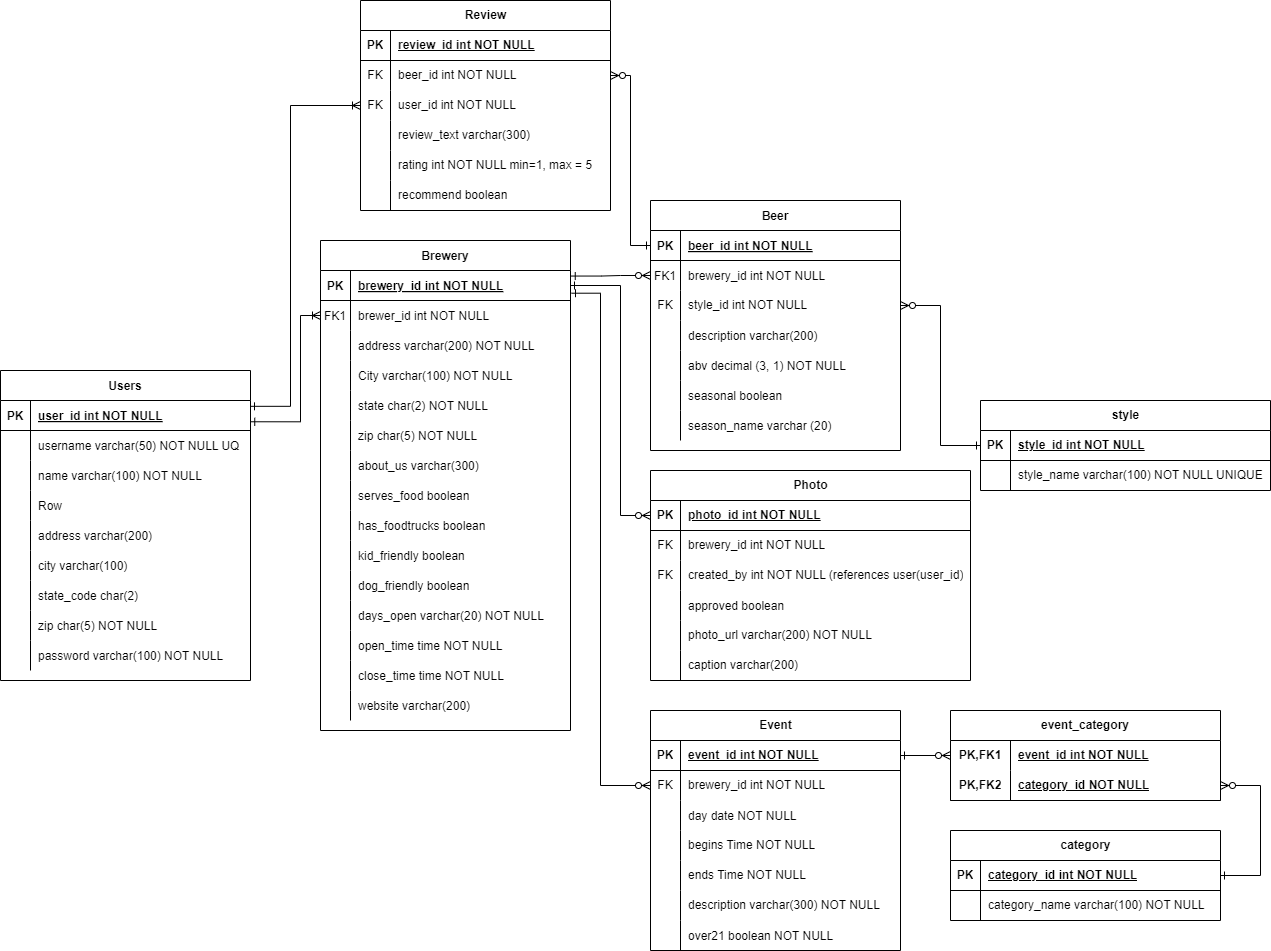 Review
PK review_id int NOT NULL
FK beer_id int NOT NULL
FK user_id int NOT NULL
review_text varchar(300)
rating int NOT NULL min=1, max = 5
recommend boolean
Beer
PK beer_id int NOT NULL
FK1 brewery_id int NOT NULL
FK style_id int NOT NULL
description varchar(200)
abv decimal (3, 1) NOT NULL
seasonal boolean
season_name varchar (20)
Brewery
PK brewery_id int NOT NULL
FK1 brewer_id int NOT NULL
address varchar(200) NOT NULL
City varchar(100) NOT NULL
state char(2) NOT NULL
zip char(5) NOT NULL
about_us varchar(300)
serves_food boolean
has_foodtrucks boolean
kid_friendly boolean
dog_friendly boolean
days_open varchar(20) NOT NULL
open_time time NOT NULL
close_time time NOT NULL
website varchar(200)
Users
PK user_id int NOT NULL
username varchar(50) NOT NULL UQ
name varchar(100) NOT NULL
Row
address varchar(200)
city varchar(100)
state_code char(2)
zip char(5) NOT NULL
password varchar(100) NOT NULL
style
PK style_id int NOT NULL
style_name varchar(100) NOT NULL UNIQUE
Photo
PK photo_id int NOT NULL
FK brewery_id int NOT NULL
FK created_by int NOT NULL (references user(user_id)
approved boolean
photo_url varchar(200) NOT NULL
caption varchar(200)
Event
PK event_id int NOT NULL
FK brewery_id int NOT NULL
day date NOT NULL
begins Time NOT NULL
ends Time NOT NULL
description varchar(300) NOT NULL
over21 boolean NOT NULL
event_category
PK,FK1 event_id int NOT NULL
PK,FK2 category_id NOT NULL
category
PK category_id int NOT NULL
category_name varchar(100) NOT NULL